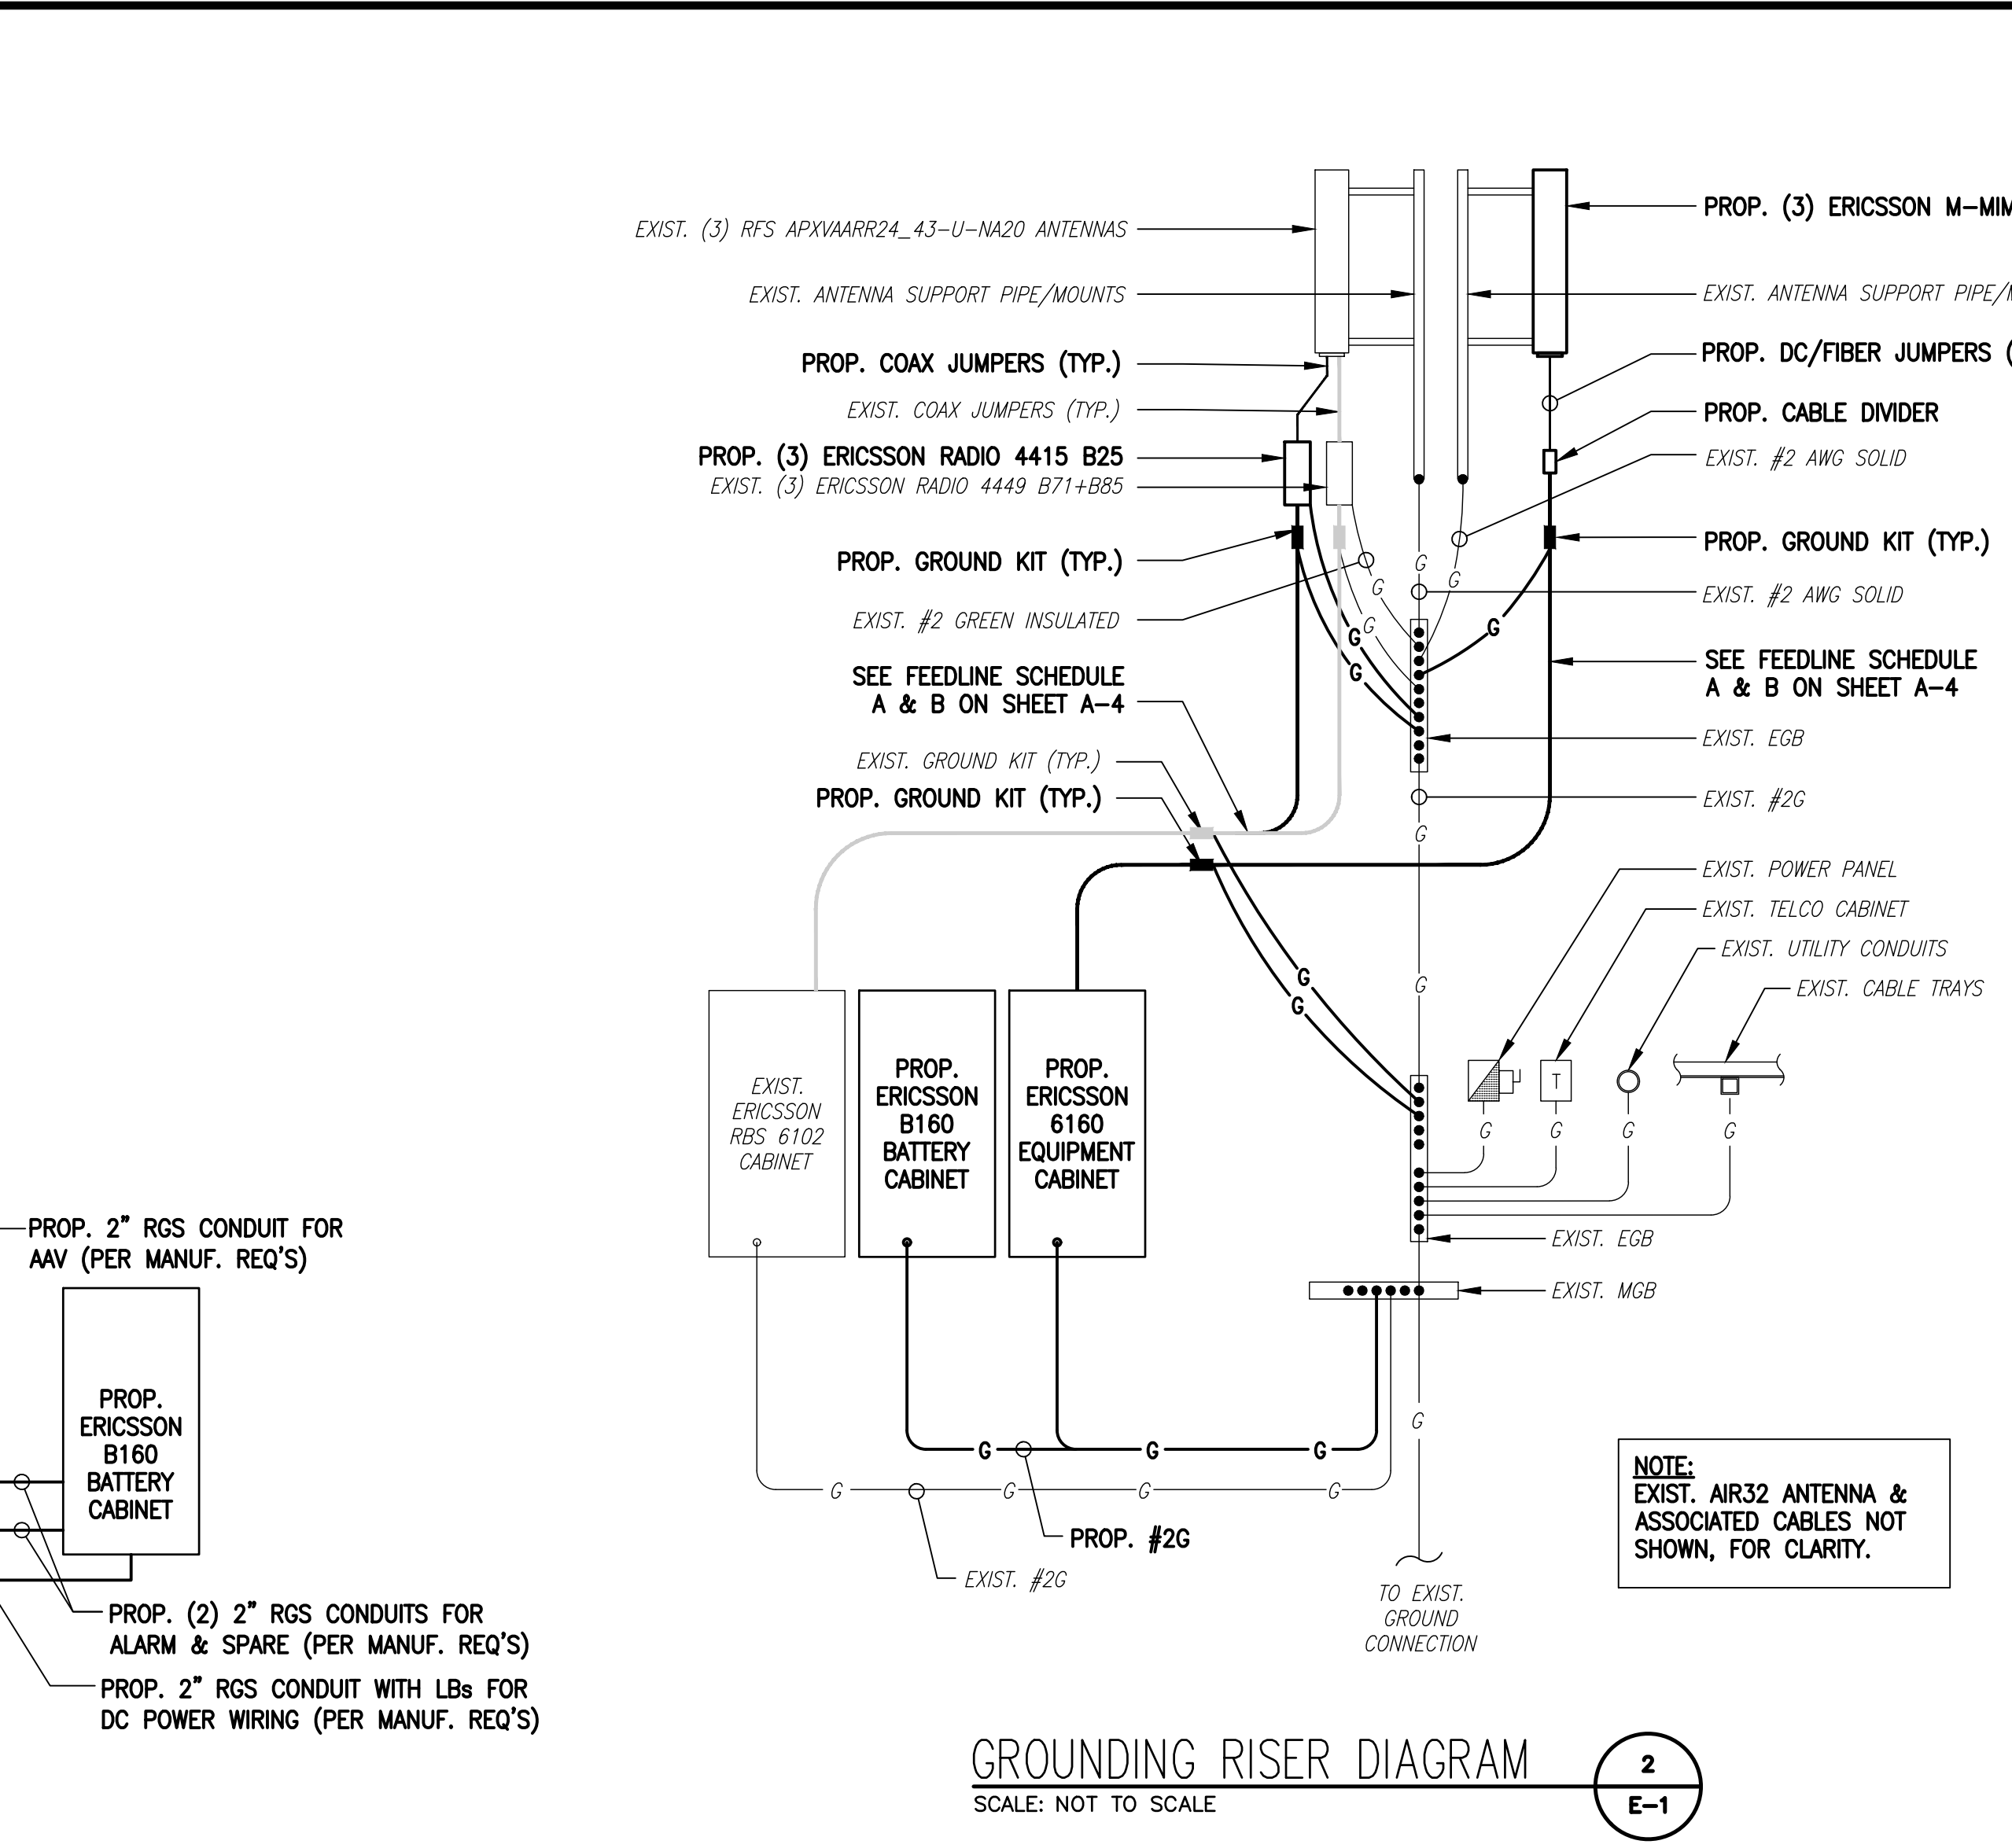 EXIST. (3) RFS APXVAARR24_43-U-NA20 ANTENNAS
EXIST. ANTENNA SUPPORT PIPE/MOUNTS
PROP. COAX JUMPERS (TYP.)
EXIST. COAX JUMPERS (TYP.)
PROP. (3) ERICSSON RADIO 4415 B25
EXIST. (3) ERICSSON RADIO 4449 B71+B85
PROP. GROUND KIT (TYP.)
EXIST. #2 GREEN INSULATED
SEE FEEDLINE SCHEDULE
A & B ON SHEET A-4
EXIST. GROUND KIT (TYP.)
PROP. GROUND KIT (TYP.)
PROP. (3) ERICSSON
EXIST. ANTENNA SUPPORT
PROP. DC/FIBER JUMPERS
PROP. CABLE DIVIDER
EXIST. #2 AWG SOLID
PROP. GROUND KIT (TYP.)
EXIST. #2 AWG SOLID
SEE FEEDLINE SCHEDULE
A & B ON SHEET A-4
EXIST. EGB
EXIST. #2G
EXIST. POWER PANEL
EXIST. TELCO CABINET
EXIST. UTILITY CONDUITS
EXIST. CABLE TRAYS
G
G
G
G
G
G
G
G
G
G
G
T
G
G
G
G
EXIST.
ERICSSON
RBS 6102
CABINET
PROP.
ERICSSON
B160
BATTERY
CABINET
PROP.
ERICSSON
6160
EQUIPMENT
CABINET
EXIST. EGB
EXIST. MGB
G
G
G
G
G
G
G
G
PROP. #2G
EXIST. #2G
TO EXIST.
GROUND
CONNECTION
NOTE:
EXIST. AIR32 ANTENNA &
ASSOCIATED CABLES NOT
SHOWN, FOR CLARITY.
PROP. 2" RGS CONDUIT FOR
AAV (PER MANUF. REQ'S)
PROP.
ERICSSON
B160
BATTERY
CABINET
PROP. (2) 2" RGS CONDUITS FOR
ALARM & SPARE (PER MANUF. REQ'S)
PROP. 2" RGS CONDUIT WITH LBs FOR
DC POWER WIRING (PER MANUF. REQ'S)
GROUNDING RISER DIAGRAM
SCALE: NOT TO SCALE
2
E-1